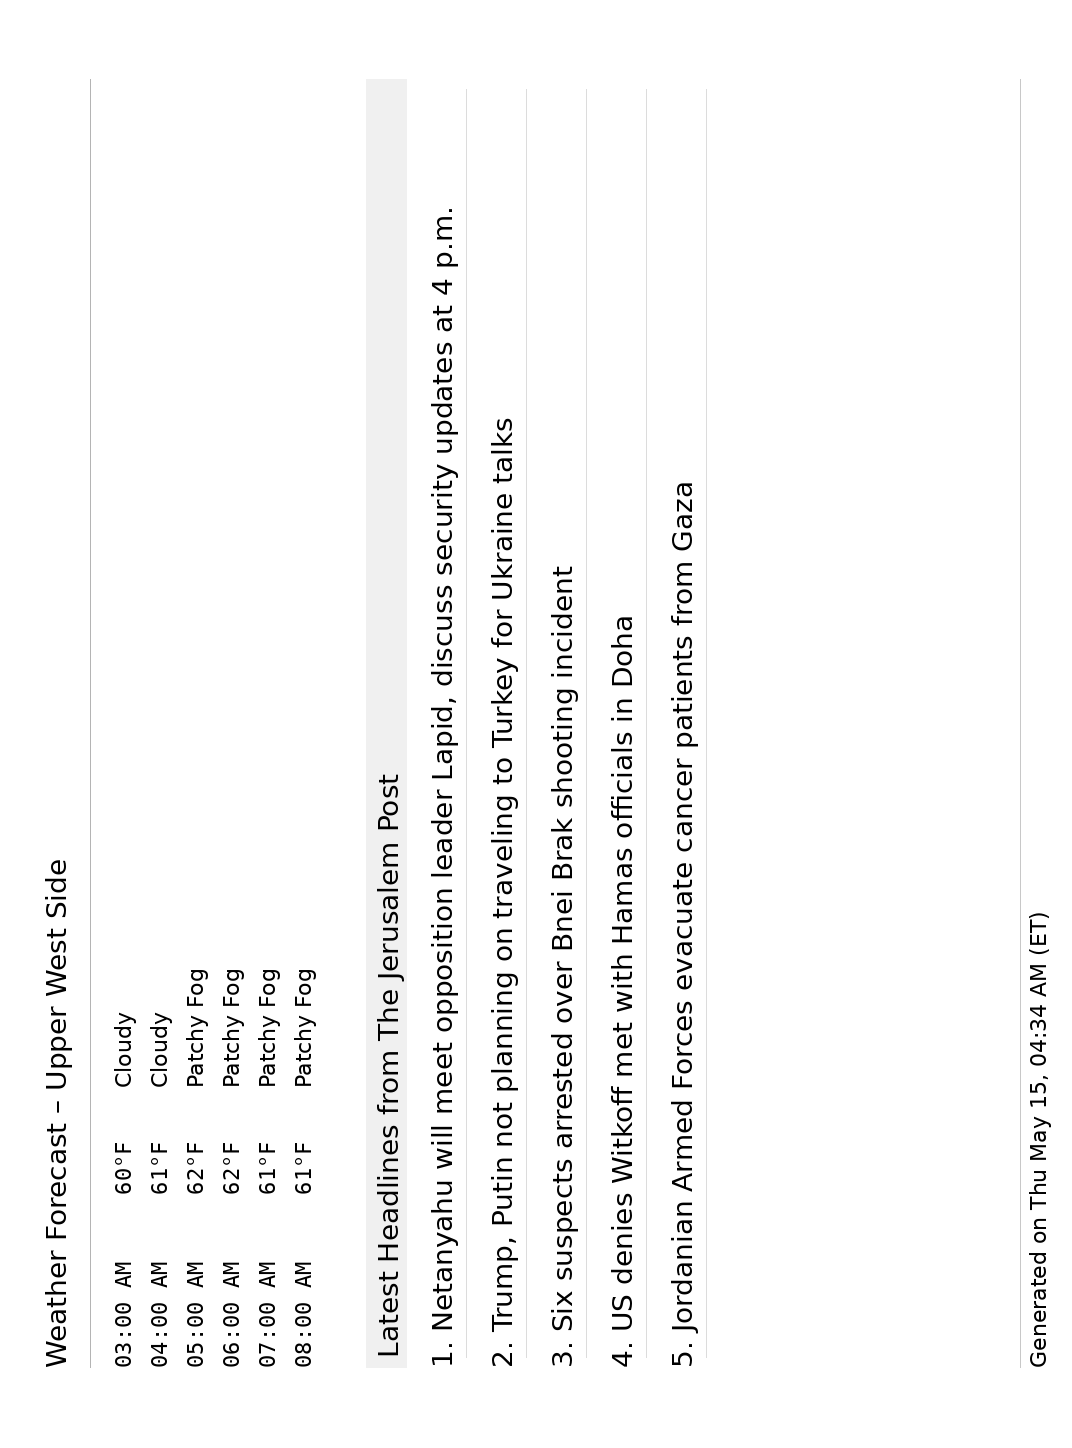 Weather Forecast – Upper West Side
03:00 AM 60°F Cloudy
04:00 AM 61°F Cloudy
05:00 AM 62°F Patchy Fog
06:00 AM 62°F Patchy Fog
07:00 AM 61°F Patchy Fog
08:00 AM 61°F Patchy Fog
Latest Headlines from The Jerusalem Post
1. Netanyahu will meet opposition leader Lapid, discuss security updates at 4 p.m.
2. Trump, Putin not planning on traveling to Turkey for Ukraine talks
3. Six suspects arrested over Bnei Brak shooting incident
4. US denies Witkoff met with Hamas officials in Doha
5. Jordanian Armed Forces evacuate cancer patients from Gaza
Generated on Thu May 15, 04:34 AM (ET)